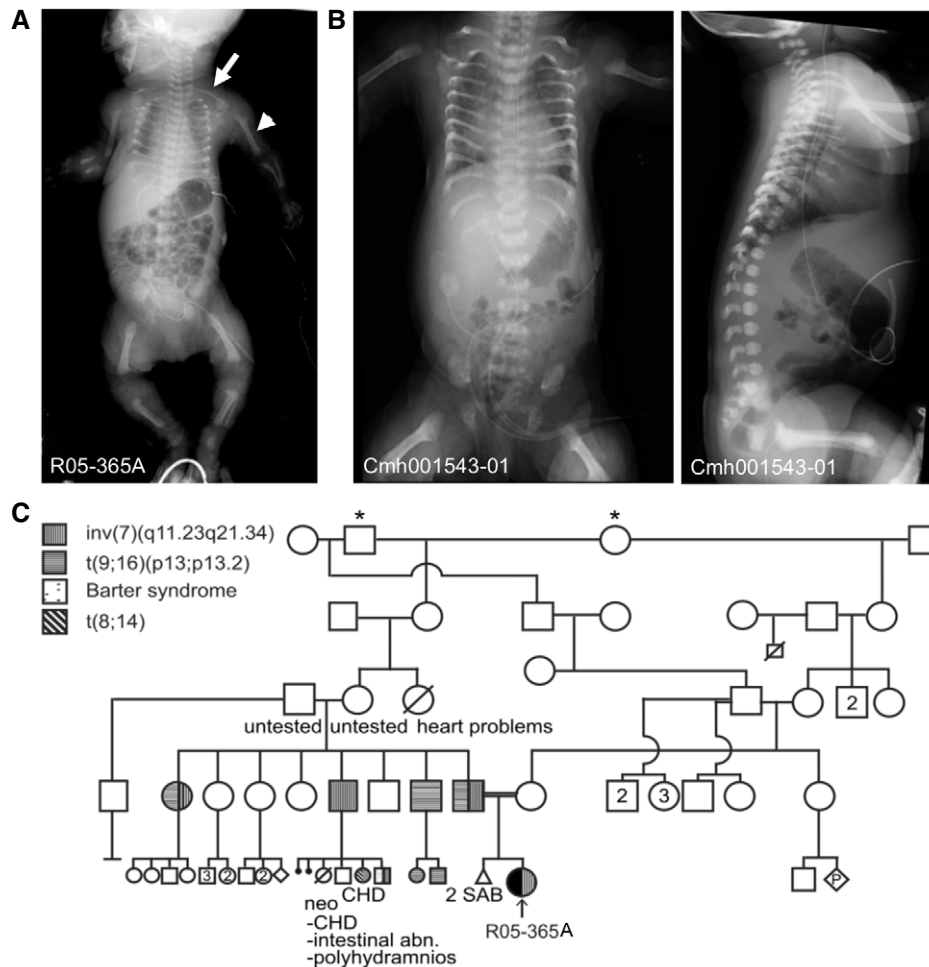 A
B
R05-365A
Cmh001543-01
Cmh001543-01
C
inv(7)(q11.23q21.34)
t(9;16)(p13;p13.2)
Barter syndrome
t(8;14)
* *
2
untested untested heart problems
2 3
3 2 2
CHD
2 SAB
P
neo
-CHD
-intestinal abn.
-polyhydramnios
R05-365A